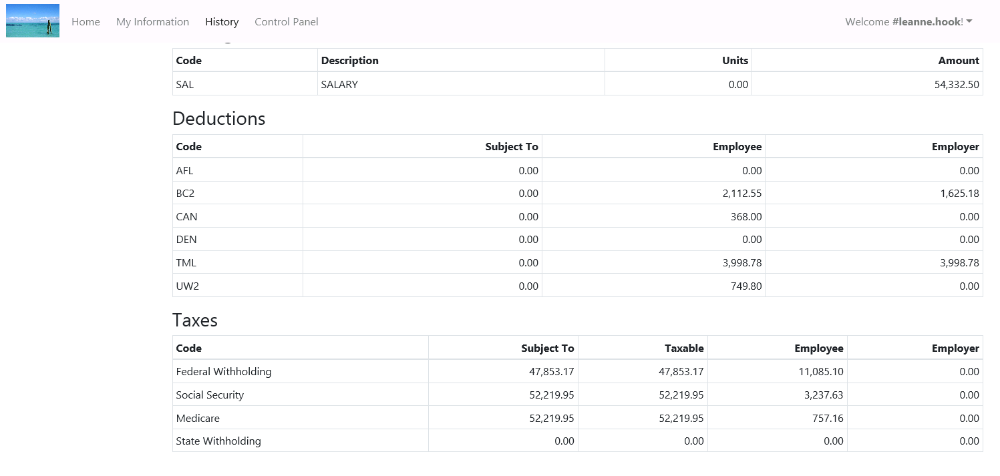 Home My Information History Control Panel Welcome #leanne.hook!
Code Description Units Amount
SAL SALARY 0.00 54,332.50
Deductions
Code Subject To Employee Employer
AFL 0.00 0.00 0.00
BC2 0.00 2,112.55 1,625.18
CAN 0.00 368.00 0.00
DEN 0.00 0.00 0.00
TML 0.00 3,998.78 3,998.78
UW2 0.00 749.80 0.00
Taxes
Code Subject To Taxable Employee Employer
Federal Withholding 47,853.17 47,853.17 11,085.10 0.00
Social Security 52,219.95 52,219.95 3,237.63 0.00
Medicare 52,219.95 52,219.95 757.16 0.00
State Withholding 0.00 0.00 0.00 0.00